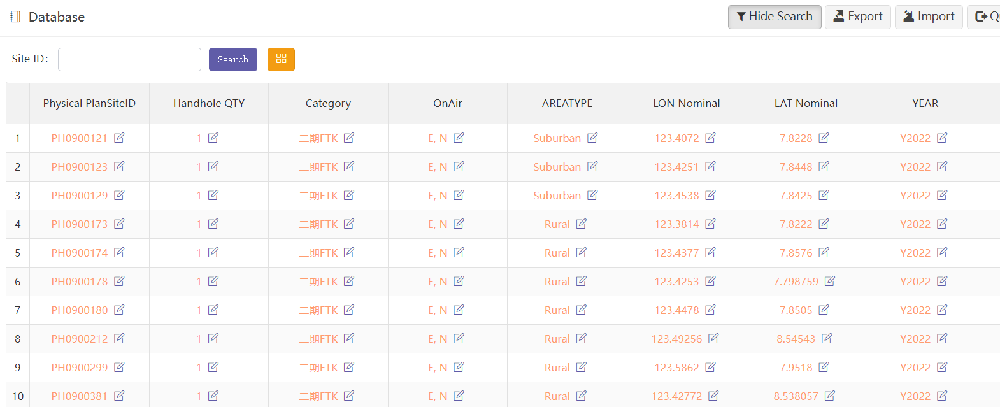 Database
Hide Search Export Import
Site ID: Search
Physical PlanSiteID Handhole QTY Category OnAir AREATYPE LON Nominal LAT Nominal YEAR
1 PH0900121 1 二期FTK E, N Suburban 123.4072 7.8228 Y2022
2 PH0900123 1 二期FTK E, N Suburban 123.4251 7.8448 Y2022
3 PH0900129 1 二期FTK E, N Suburban 123.4538 7.8425 Y2022
4 PH0900173 1 二期FTK E, N Rural 123.3814 7.8222 Y2022
5 PH0900174 1 二期FTK E, N Rural 123.4377 7.8576 Y2022
6 PH0900178 1 二期FTK E, N Rural 123.4253 7.798759 Y2022
7 PH0900180 1 二期FTK E, N Rural 123.4478 7.8505 Y2022
8 PH0900212 1 二期FTK E, N Rural 123.49256 8.54543 Y2022
9 PH0900299 1 二期FTK E, N Rural 123.5862 7.9518 Y2022
10 PH0900381 1 二期FTK E, N Rural 123.42772 8.538057 Y2022